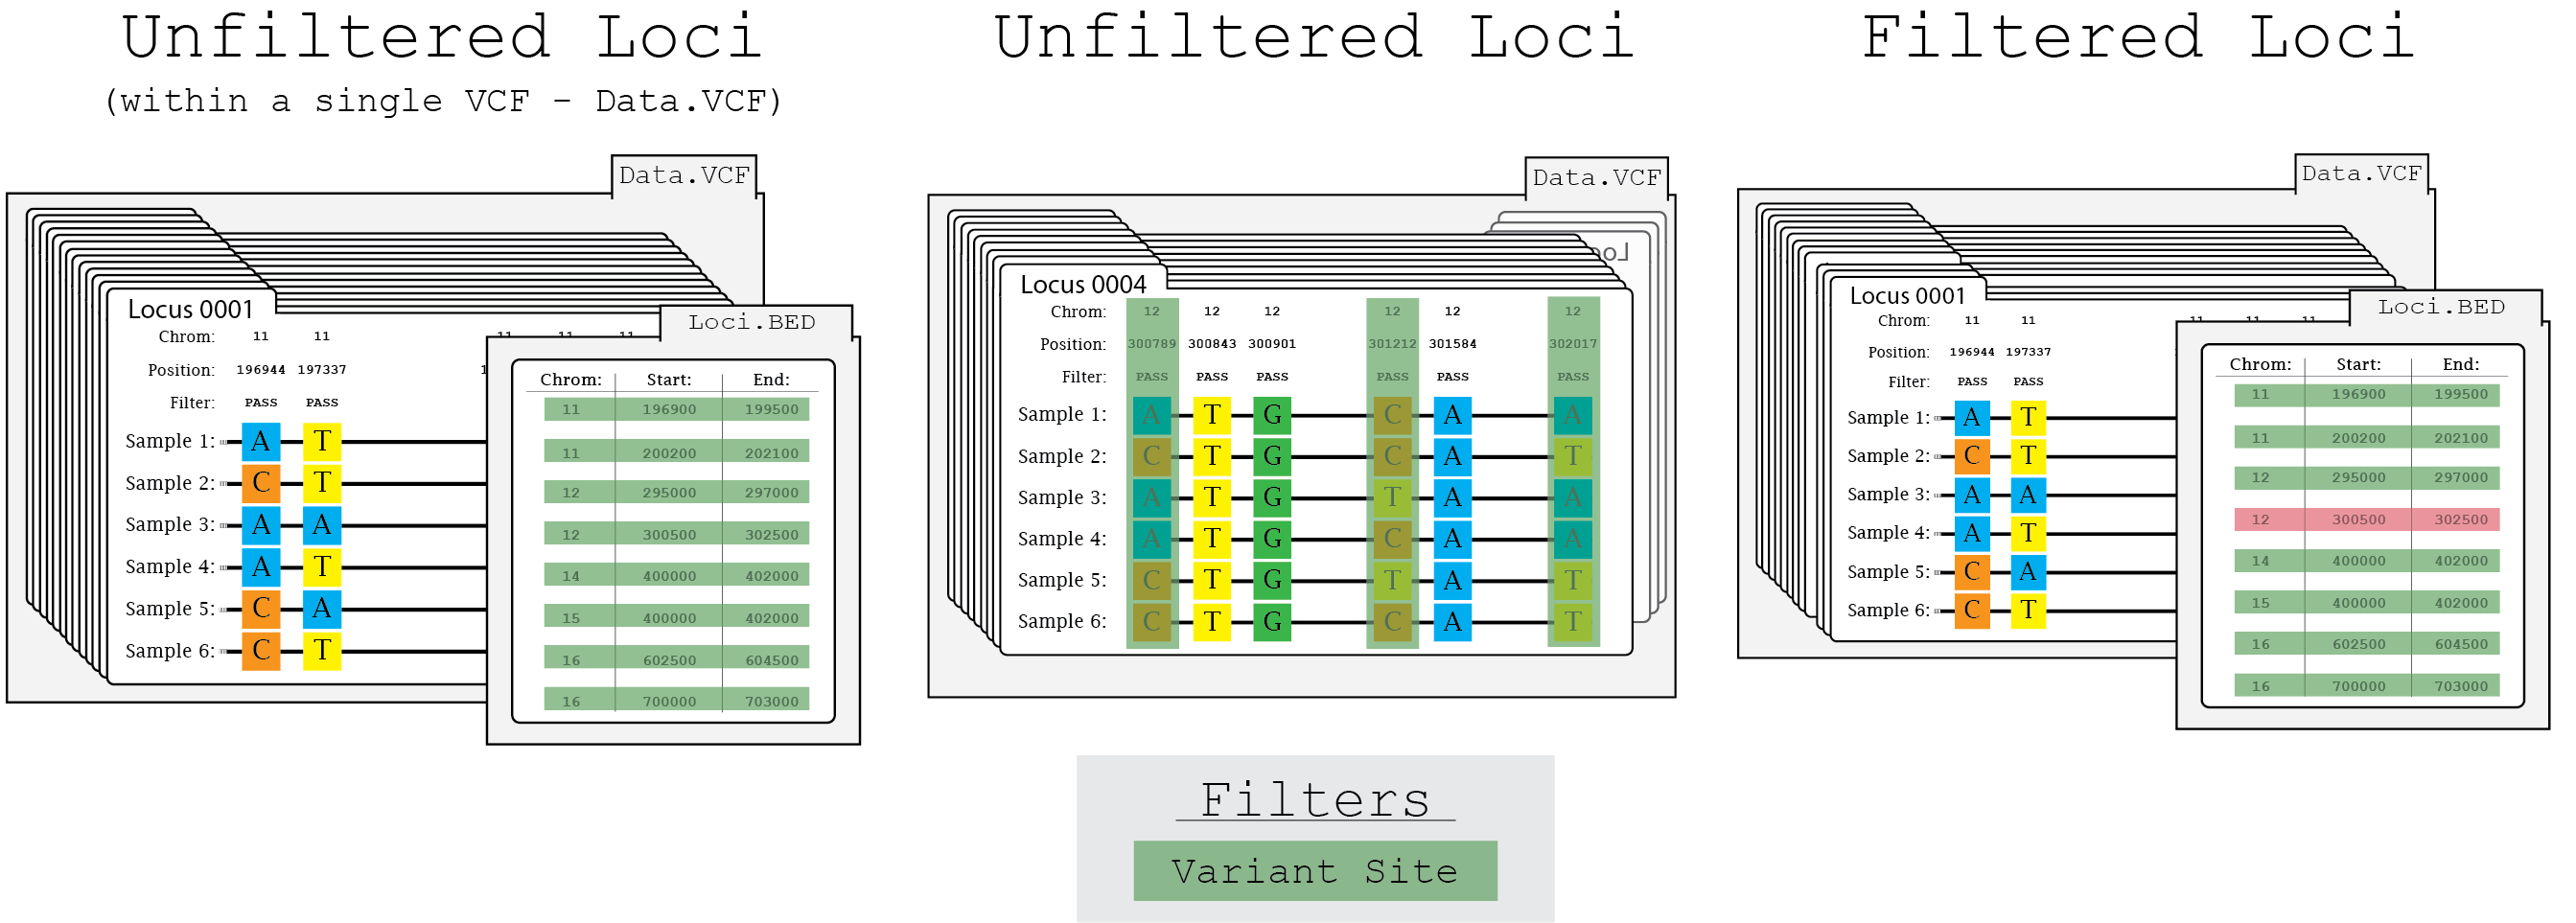 Unfiltered Loci
(within a single VCF - Data.VCF)
Data.VCF
Locus 0001
Chrom: 11 11 11 11 11
Position: 196944 197337 1
Filter: PASS PASS
Sample 1: A T
Sample 2: C T
Sample 3: A A
Sample 4: A T
Sample 5: C A
Sample 6: C T
Loci.BED
Chrom: Start: End:
11 196900 199500
11 200200 202100
12 295000 297000
12 300500 302500
14 400000 402000
15 400000 402000
16 602500 604500
16 700000 703000
Unfiltered Loci
Data.VCF
Locus 0004
Chrom: 12 12 12 12 12 12
Position: 300789 300843 300901 301212 301584 302017
Filter: PASS PASS PASS PASS PASS PASS
Sample 1: A T G C A A
Sample 2: C T G C A T
Sample 3: A T G T A A
Sample 4: A T G C A A
Sample 5: C T G T A T
Sample 6: C T G C A T
Filters
Variant Site
Filtered Loci
Data.VCF
Locus 0001
Chrom: 11 11 11 11 11
Position: 196944 197337
Filter: PASS PASS
Sample 1: A T
Sample 2: C T
Sample 3: A A
Sample 4: A T
Sample 5: C A
Sample 6: C T
Loci.BED
Chrom: Start: End:
11 196900 199500
11 200200 202100
12 295000 297000
12 300500 302500
14 400000 402000
15 400000 402000
16 602500 604500
16 700000 703000